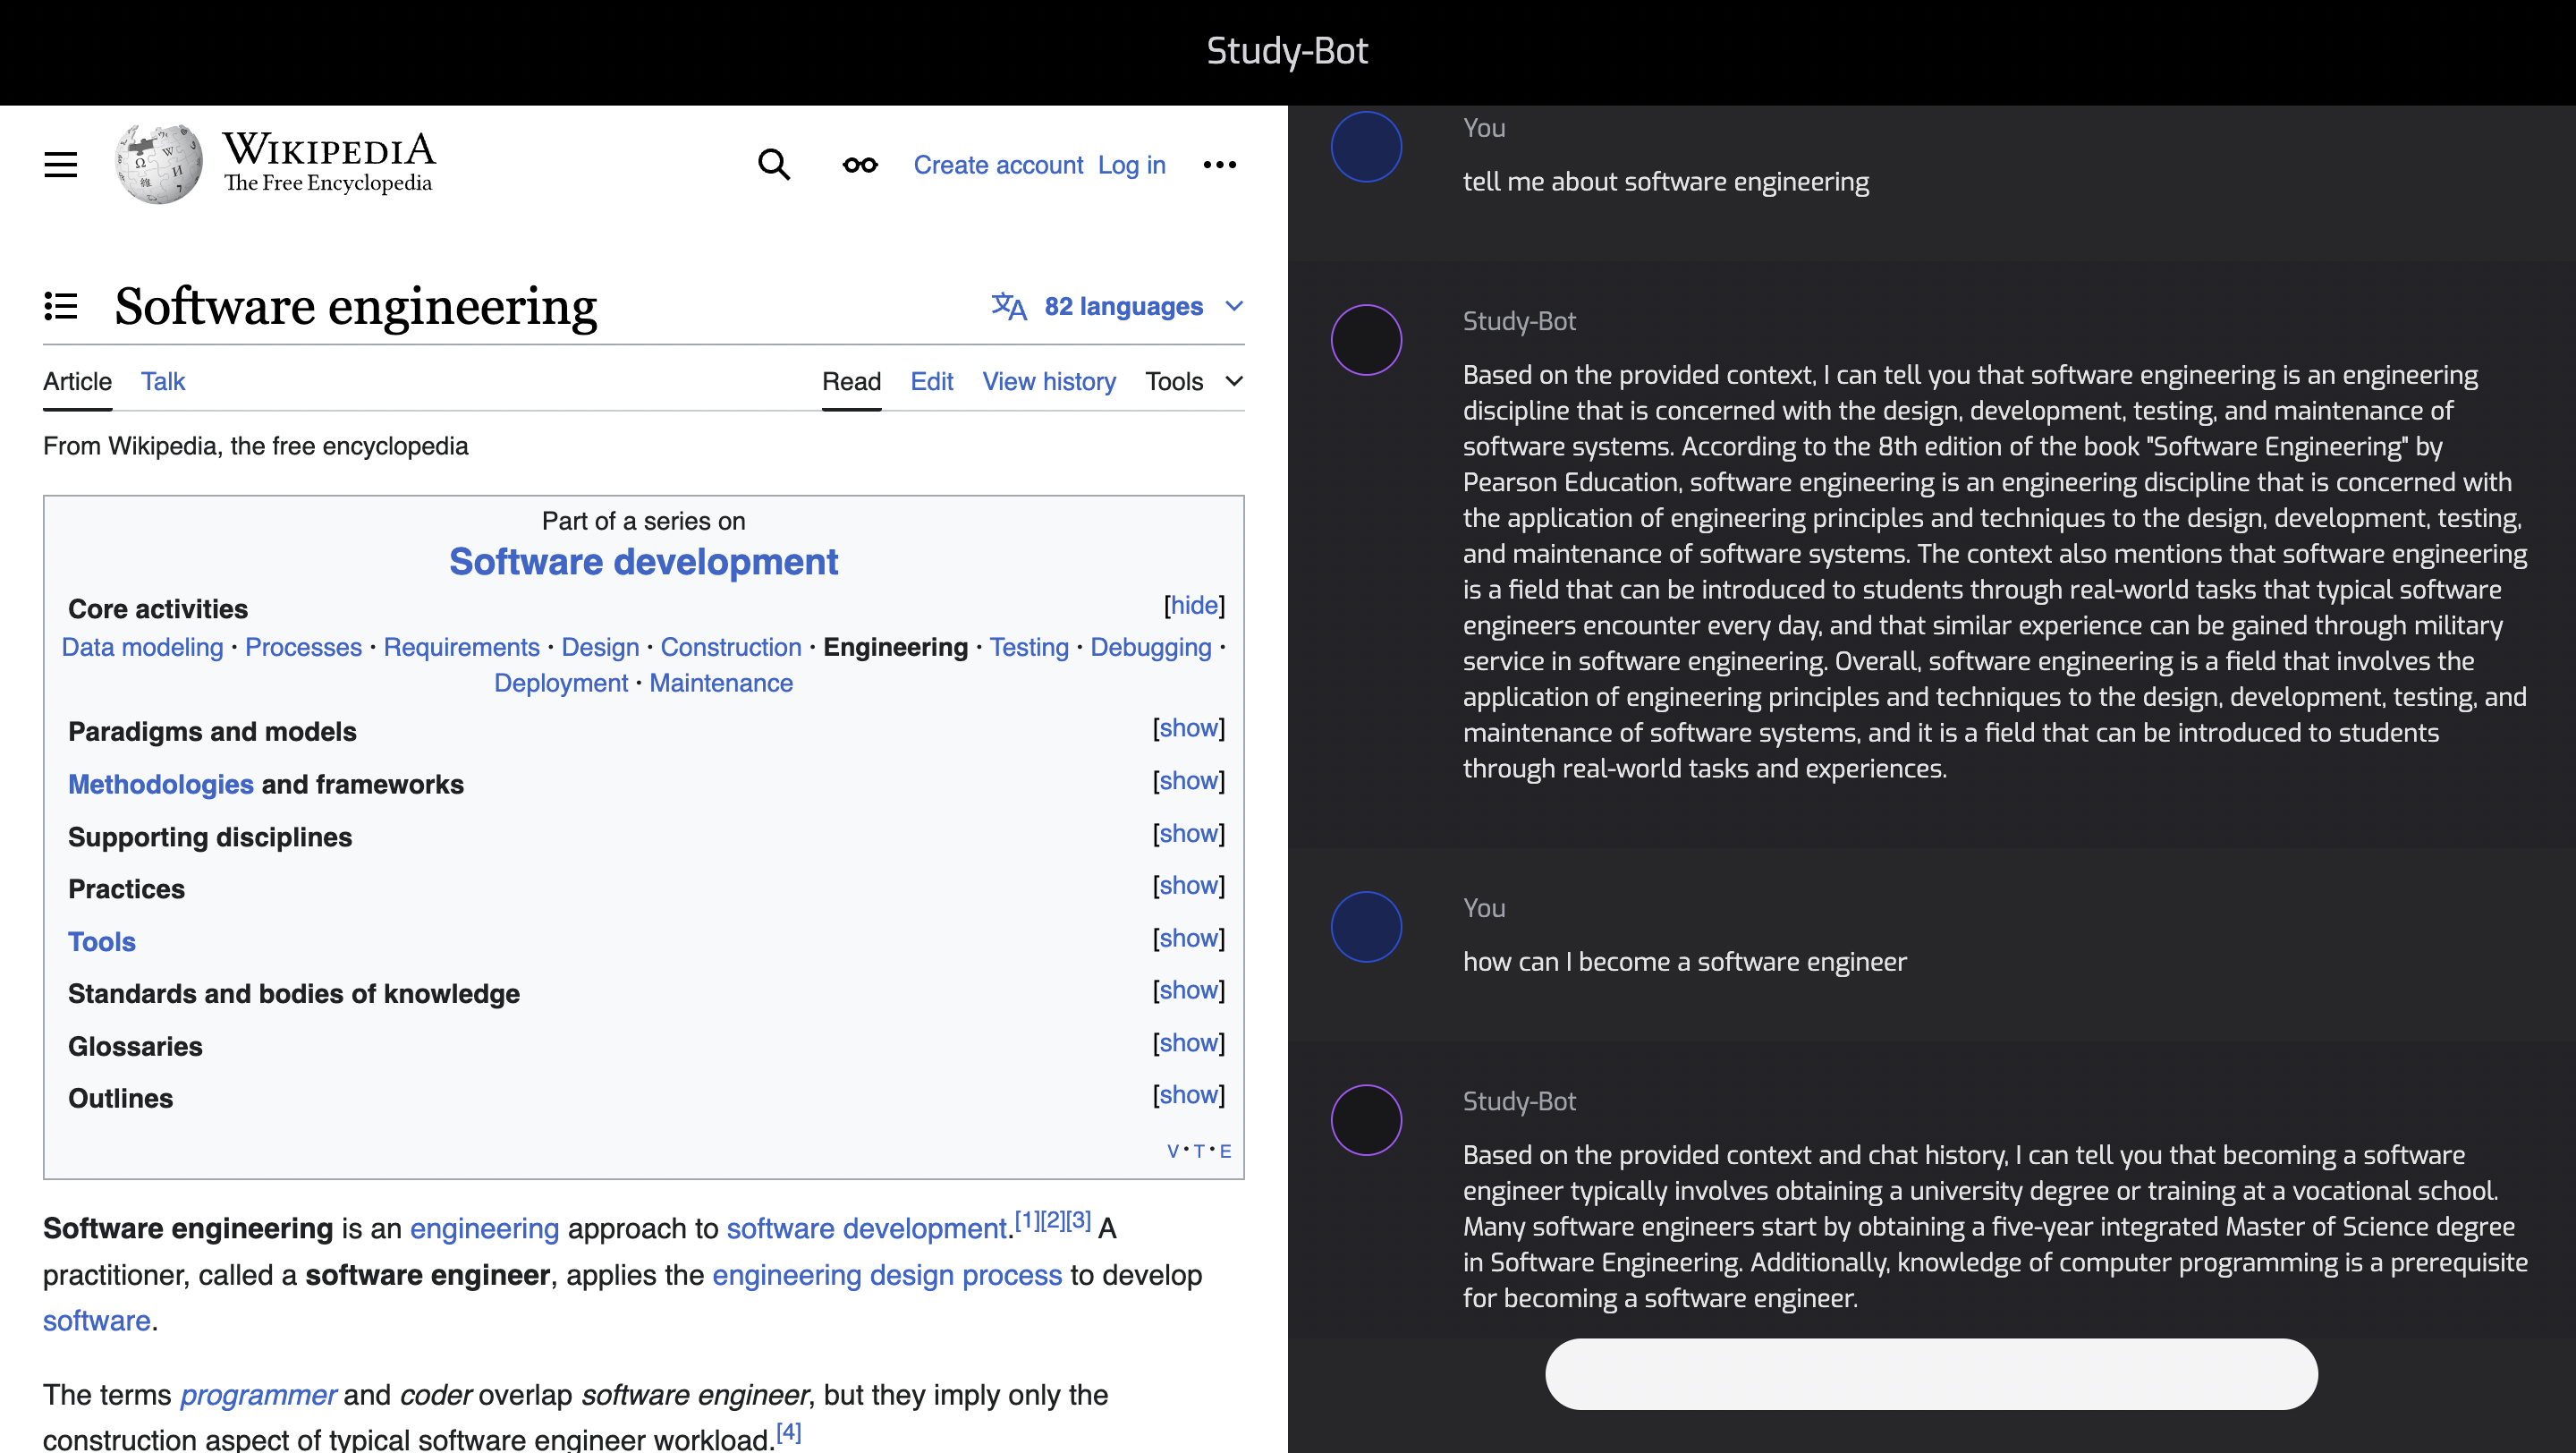 Study-Bot
WIKIPEDIA
The Free Encyclopedia
Create account Log in
Software engineering
82 languages
Article Talk
Read Edit View history Tools
From Wikipedia, the free encyclopedia
Part of a series on
Software development
Core activities [hide]
Data modeling · Processes · Requirements · Design · Construction · Engineering · Testing · Debugging ·
Deployment · Maintenance
Paradigms and models [show]
Methodologies and frameworks [show]
Supporting disciplines [show]
Practices [show]
Tools [show]
Standards and bodies of knowledge [show]
Glossaries [show]
Outlines [show]
V · T · E
Software engineering is an engineering approach to software development.[1][2][3] A
practitioner, called a software engineer, applies the engineering design process to develop
software.
The terms programmer and coder overlap software engineer, but they imply only the
construction aspect of typical software engineer workload.[4]
You
tell me about software engineering
Study-Bot
Based on the provided context, I can tell you that software engineering is an engineering
discipline that is concerned with the design, development, testing, and maintenance of
software systems. According to the 8th edition of the book "Software Engineering" by
Pearson Education, software engineering is an engineering discipline that is concerned with
the application of engineering principles and techniques to the design, development, testing,
and maintenance of software systems. The context also mentions that software engineering
is a field that can be introduced to students through real-world tasks that typical software
engineers encounter every day, and that similar experience can be gained through military
service in software engineering. Overall, software engineering is a field that involves the
application of engineering principles and techniques to the design, development, testing, and
maintenance of software systems, and it is a field that can be introduced to students
through real-world tasks and experiences.
You
how can I become a software engineer
Study-Bot
Based on the provided context and chat history, I can tell you that becoming a software
engineer typically involves obtaining a university degree or training at a vocational school.
Many software engineers start by obtaining a five-year integrated Master of Science degree
in Software Engineering. Additionally, knowledge of computer programming is a prerequisite
for becoming a software engineer.